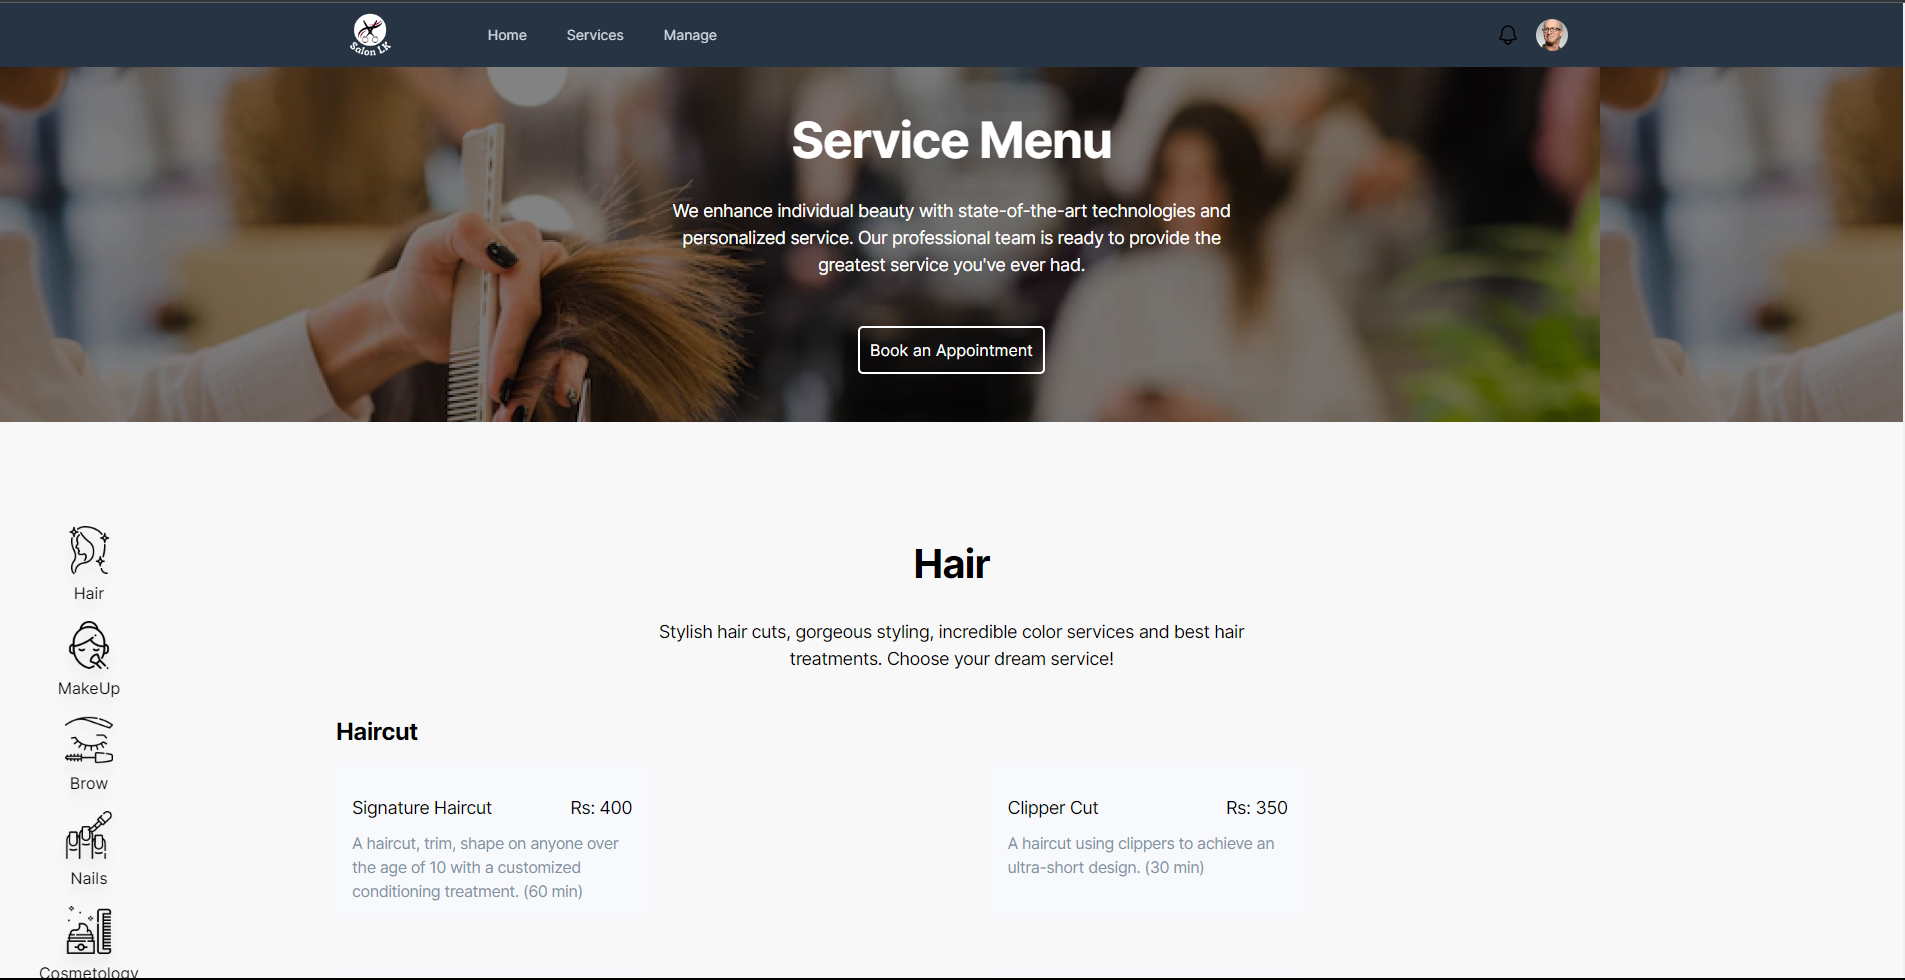 Salon LK
Home Services Manage
Service Menu
We enhance individual beauty with state-of-the-art technologies and
personalized service. Our professional team is ready to provide the
greatest service you've ever had.
Book an Appointment
Hair
MakeUp
Brow
Nails
Cosmetology
Hair
Stylish hair cuts, gorgeous styling, incredible color services and best hair
treatments. Choose your dream service!
Haircut
Signature Haircut Rs: 400
A haircut, trim, shape on anyone over
the age of 10 with a customized
conditioning treatment. (60 min)
Clipper Cut Rs: 350
A haircut using clippers to achieve an
ultra-short design. (30 min)